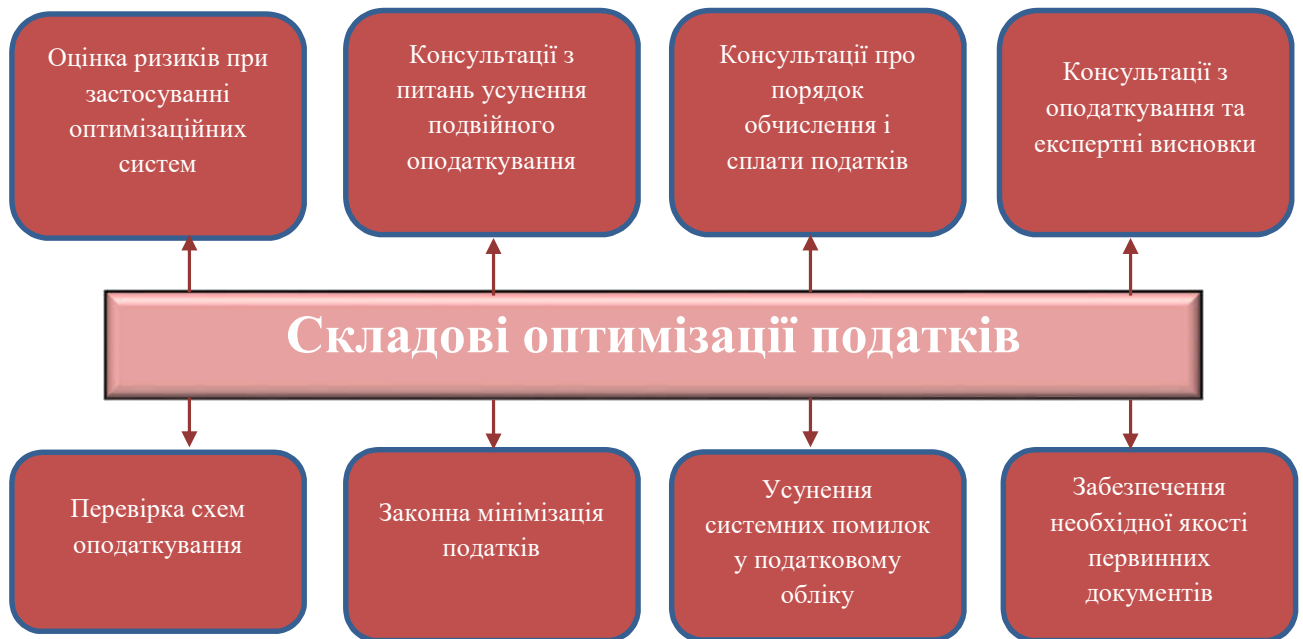 Оцінка ризиків при
застосуванні
оптимізаційних
систем
Консультації з
питань усунення
подвійного
оподаткування
Консультації про
порядок
обчислення і
сплати податків
Консультації з
оподаткування та
експертні висновки
Складові оптимізації податків
Перевірка схем
оподаткування
Законна мінімізація
податків
Усунення
системних помилок
у податковому
обліку
Забезпечення
необхідної якості
первинних
документів